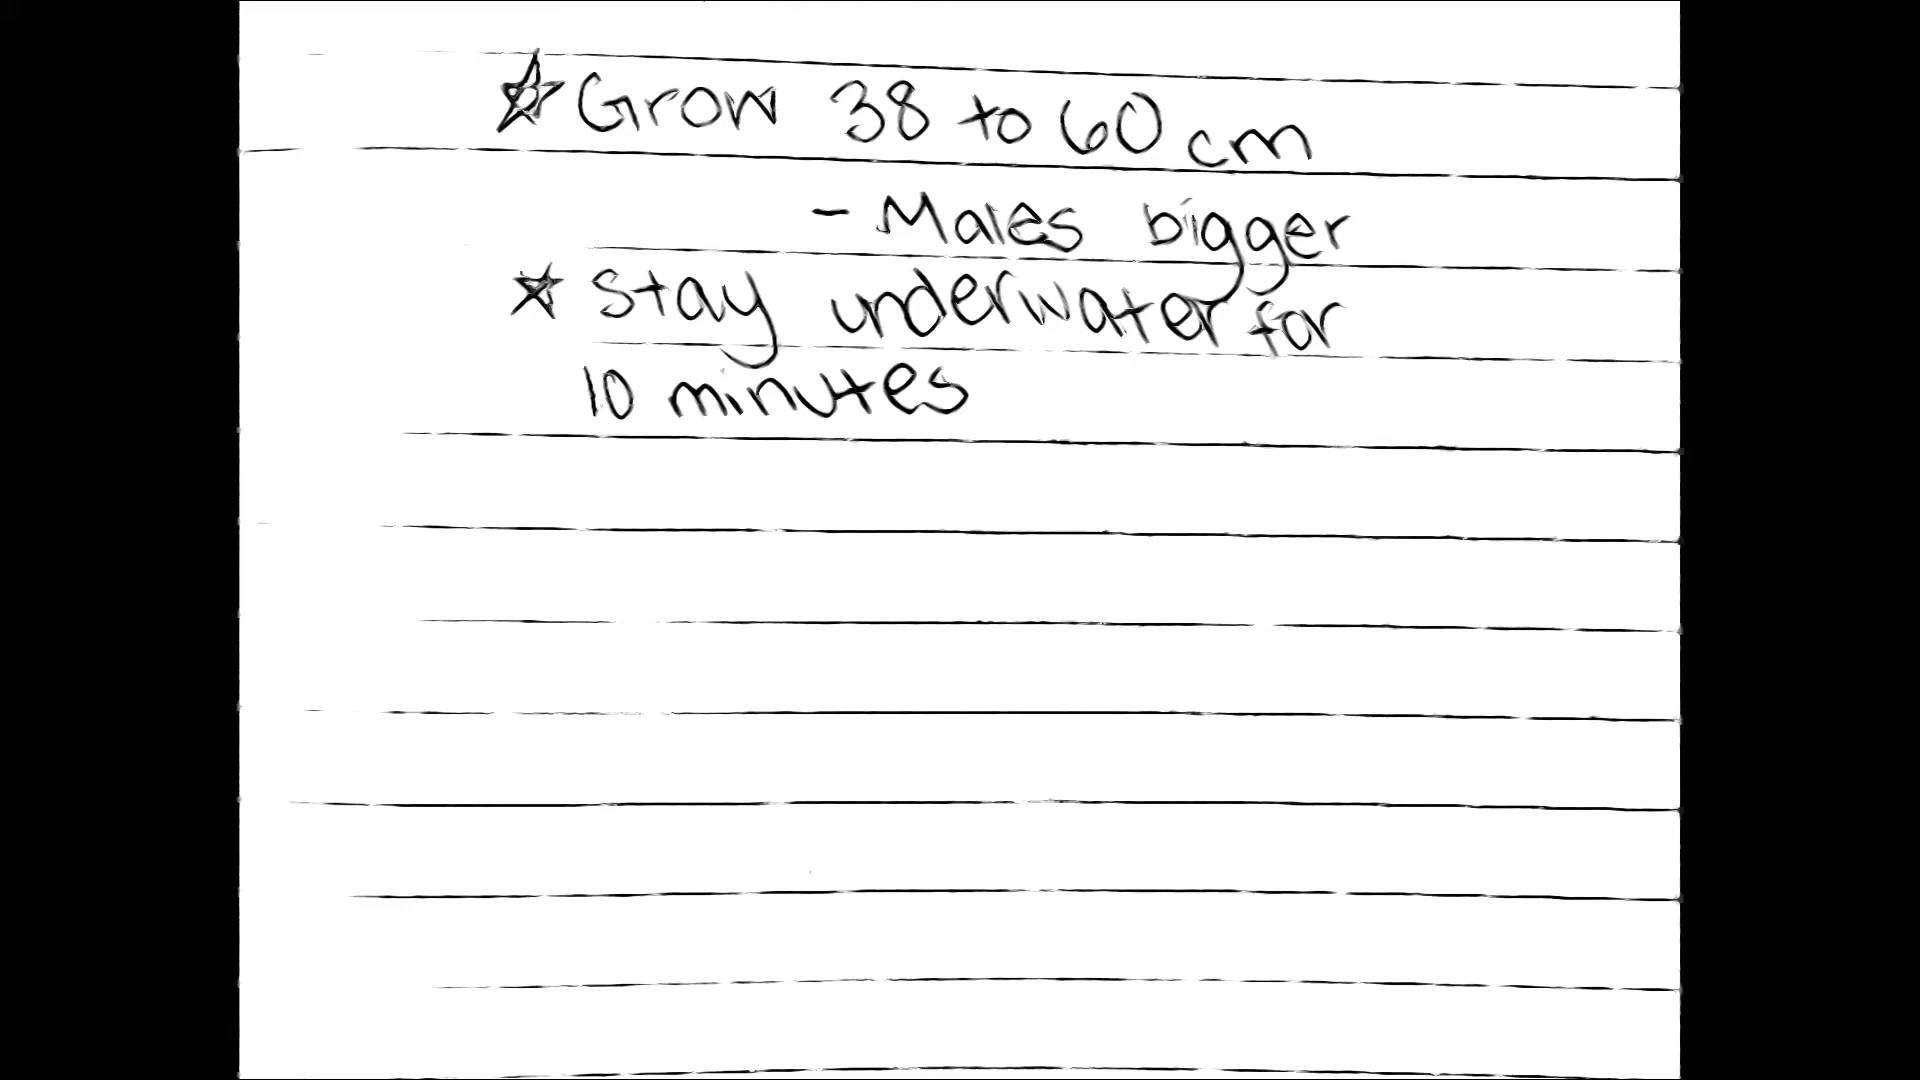 ☆ Grow 38 to 60 cm
- Males bigger
☆ Stay underwater for
10 minutes